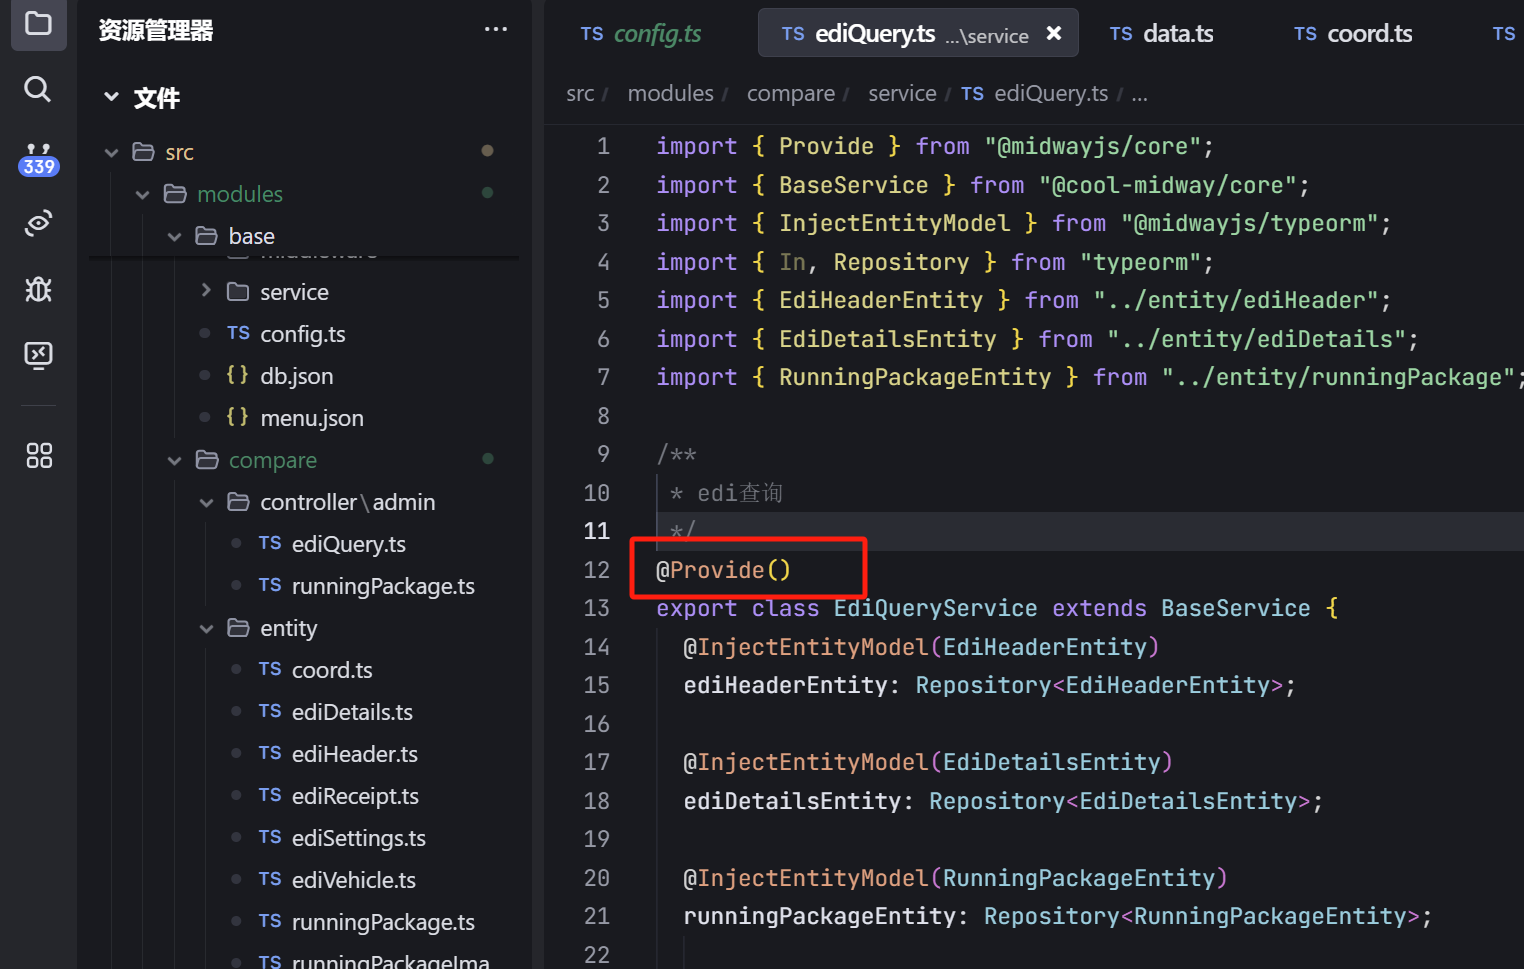 资源管理器
文件
src
modules
base
middleware
service
TS config.ts
{ } db.json
{ } menu.json
compare
controller\admin
TS ediQuery.ts
TS runningPackage.ts
entity
TS coord.ts
TS ediDetails.ts
TS ediHeader.ts
TS ediReceipt.ts
TS ediSettings.ts
TS ediVehicle.ts
TS runningPackage.ts
TS runningPackageIma
339
TS config.ts TS ediQuery.ts ...\service × TS data.ts TS coord.ts TS
src / modules / compare / service / TS ediQuery.ts / ...
1 import { Provide } from "@midwayjs/core";
2 import { BaseService } from "@cool-midway/core";
3 import { InjectEntityModel } from "@midwayjs/typeorm";
4 import { In, Repository } from "typeorm";
5 import { EdiHeaderEntity } from "../entity/ediHeader";
6 import { EdiDetailsEntity } from "../entity/ediDetails";
7 import { RunningPackageEntity } from "../entity/runningPackage";
8
9 /**
10 * edi查询
11 */
12 @Provide()
13 export class EdiQueryService extends BaseService {
14 @InjectEntityModel(EdiHeaderEntity)
15 ediHeaderEntity: Repository<EdiHeaderEntity>;
16
17 @InjectEntityModel(EdiDetailsEntity)
18 ediDetailsEntity: Repository<EdiDetailsEntity>;
19
20 @InjectEntityModel(RunningPackageEntity)
21 runningPackageEntity: Repository<RunningPackageEntity>;
22